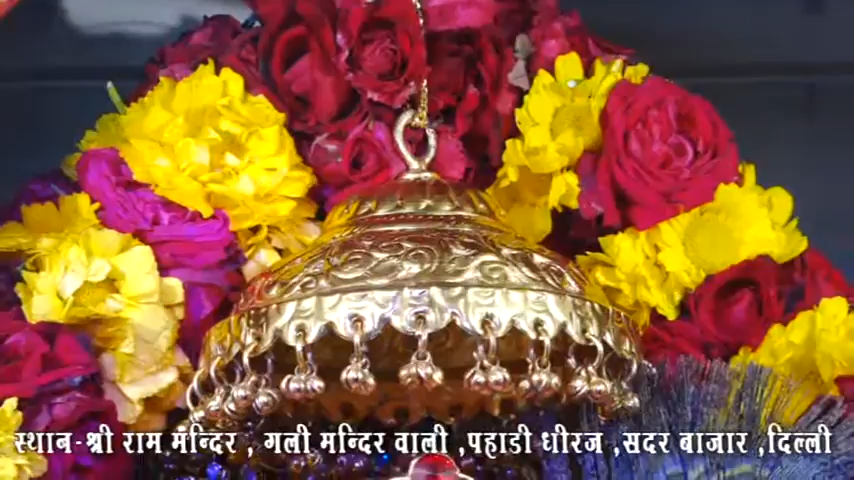 स्थान-श्री राम मन्दिर , गली मन्दिर वाली ,पहाडी धीरज ,सदर बाजार ,दिल्ली